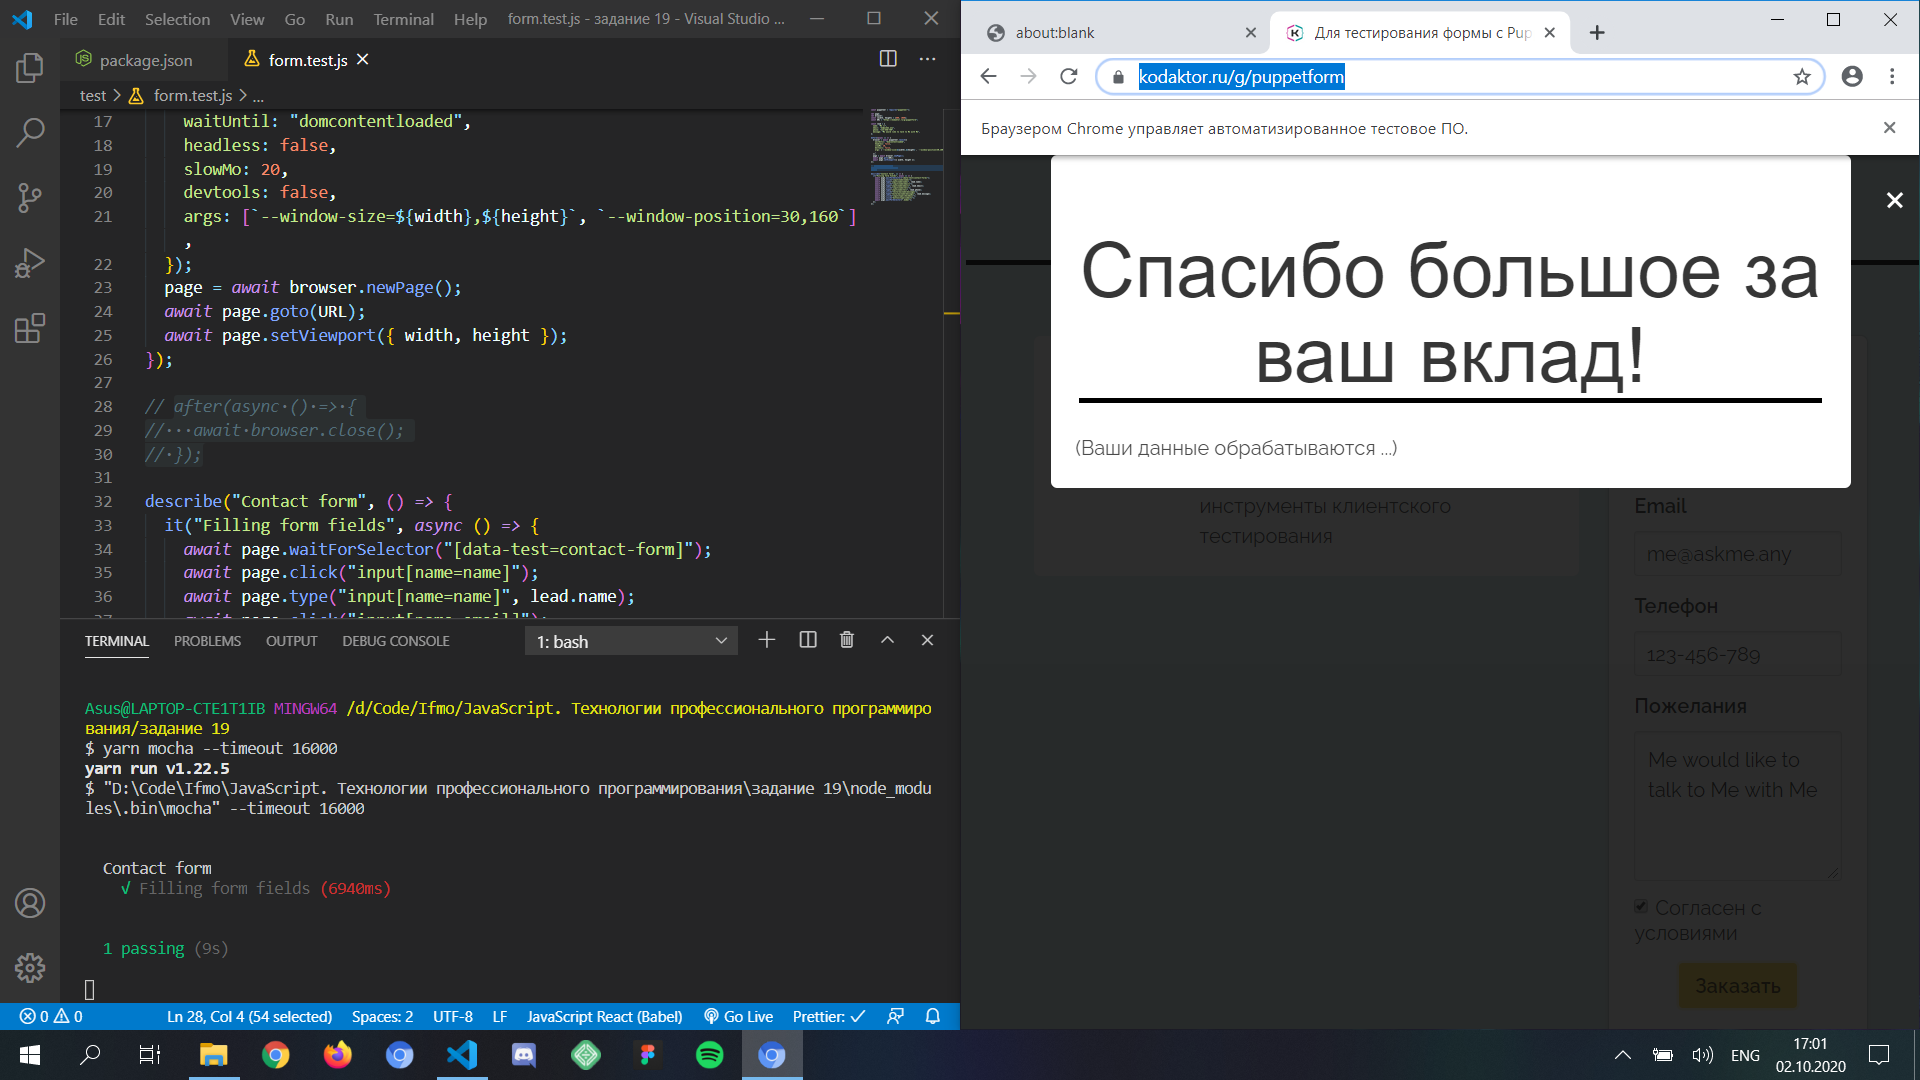 File Edit Selection View Go Run Terminal Help form.test.js - задание 19 - Visual Studio ...
package.json form.test.js
test > form.test.js > ...
17 waitUntil: "domcontentloaded",
18 headless: false,
19 slowMo: 20,
20 devtools: false,
21 args: [`--window-size=${width},${height}`, `--window-position=30,160`]
,
22 });
23 page = await browser.newPage();
24 await page.goto(URL);
25 await page.setViewport({ width, height });
26 });
27
28 // after(async·()·=>·{
29 //···await·browser.close();
30 //·});
31
32 describe("Contact form", () => {
33 it("Filling form fields", async () => {
34 await page.waitForSelector("[data-test=contact-form]");
35 await page.click("input[name=name]");
36 await page.type("input[name=name]", lead.name);
TERMINAL PROBLEMS OUTPUT DEBUG CONSOLE 1: bash
Asus@LAPTOP-CTE1T1IB MINGW64 /d/Code/Ifmo/JavaScript. Технологии профессионального программиро
вания/задание 19
$ yarn mocha --timeout 16000
yarn run v1.22.5
$ "D:\Code\Ifmo\JavaScript. Технологии профессионального программирования\задание 19\node_modu
les\.bin\mocha" --timeout 16000
Contact form
√ Filling form fields (6940ms)
1 passing (9s)
0 0 Ln 28, Col 4 (54 selected) Spaces: 2 UTF-8 LF JavaScript React (Babel) Go Live Prettier: ✓
about:blank Для тестирования формы с Pup
kodaktor.ru/g/puppetform
Браузером Chrome управляет автоматизированное тестовое ПО.
Спасибо большое за
ваш вклад!
(Ваши данные обрабатываются ...)
инструменты клиентского
тестирования
Email
me@askme.any
Телефон
123-456-789
Пожелания
Me would like to
talk to Me with Me
Согласен с
условиями
Заказать
ENG 17:01
02.10.2020